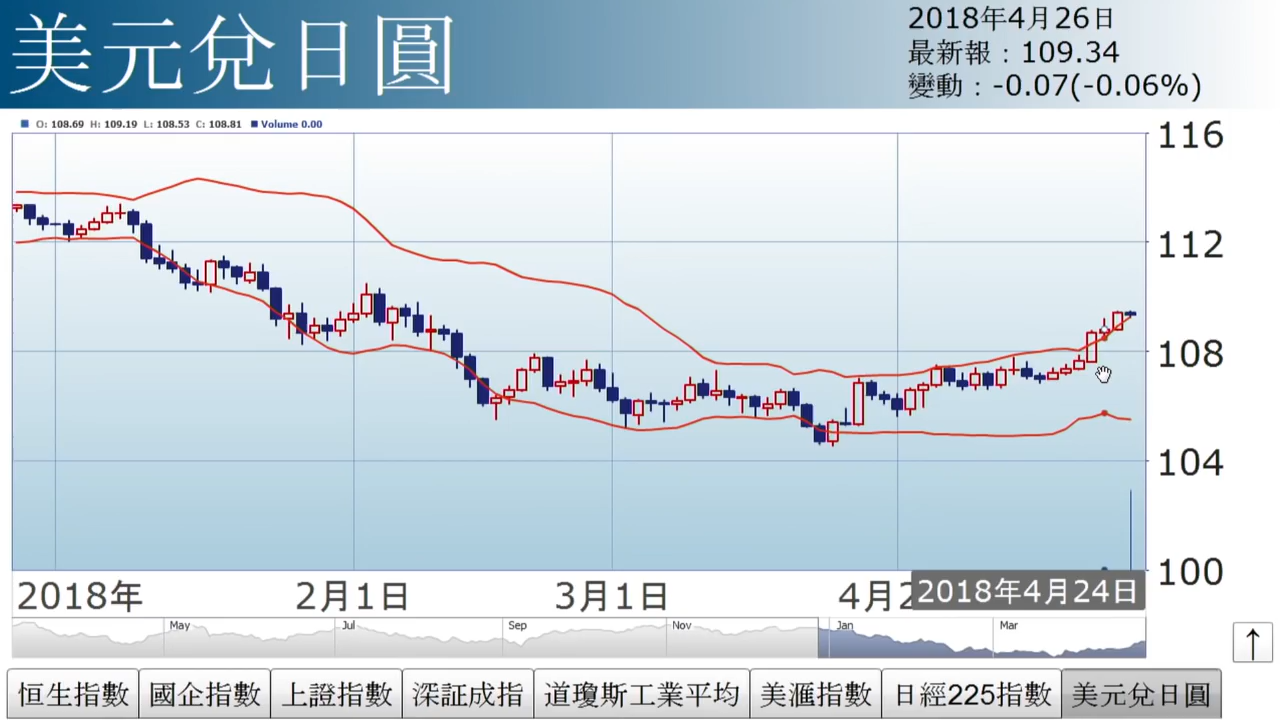 美元兌日圓
2018年4月26日
最新報：109.34
變動：-0.07(-0.06%)
O: 108.69 H: 109.19 L: 108.53 C: 108.81 Volume 0.00
116
112
108
104
100
2018年 2月1日 3月1日 4月2
2018年4月24日
May Jul Sep Nov Jan Mar
↑
恒生指數 國企指數 上證指數 深証成指 道瓊斯工業平均 美滙指數 日經225指數 美元兌日圓